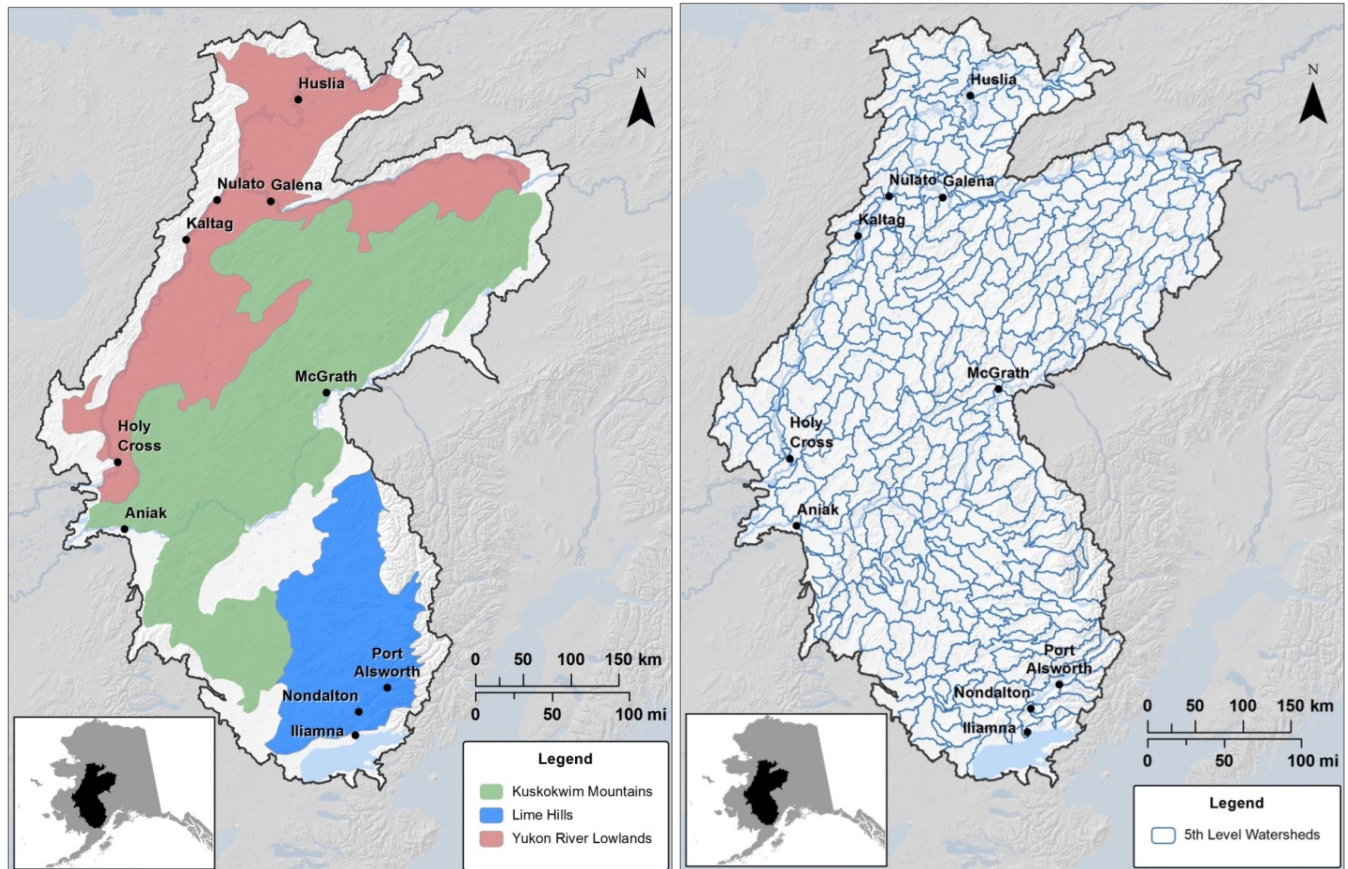 N
Huslia
Nulato Galena
Kaltag
McGrath
Holy
Cross
Aniak
Port
Alsworth
Nondalton
Iliamna
0 50 100 150 km
0 50 100 mi
Legend
Kuskokwim Mountains
Lime Hills
Yukon River Lowlands
N
Huslia
Nulato Galena
Kaltag
McGrath
Holy
Cross
Aniak
Port
Alsworth
Nondalton
Iliamna
0 50 100 150 km
0 50 100 mi
Legend
5th Level Watersheds